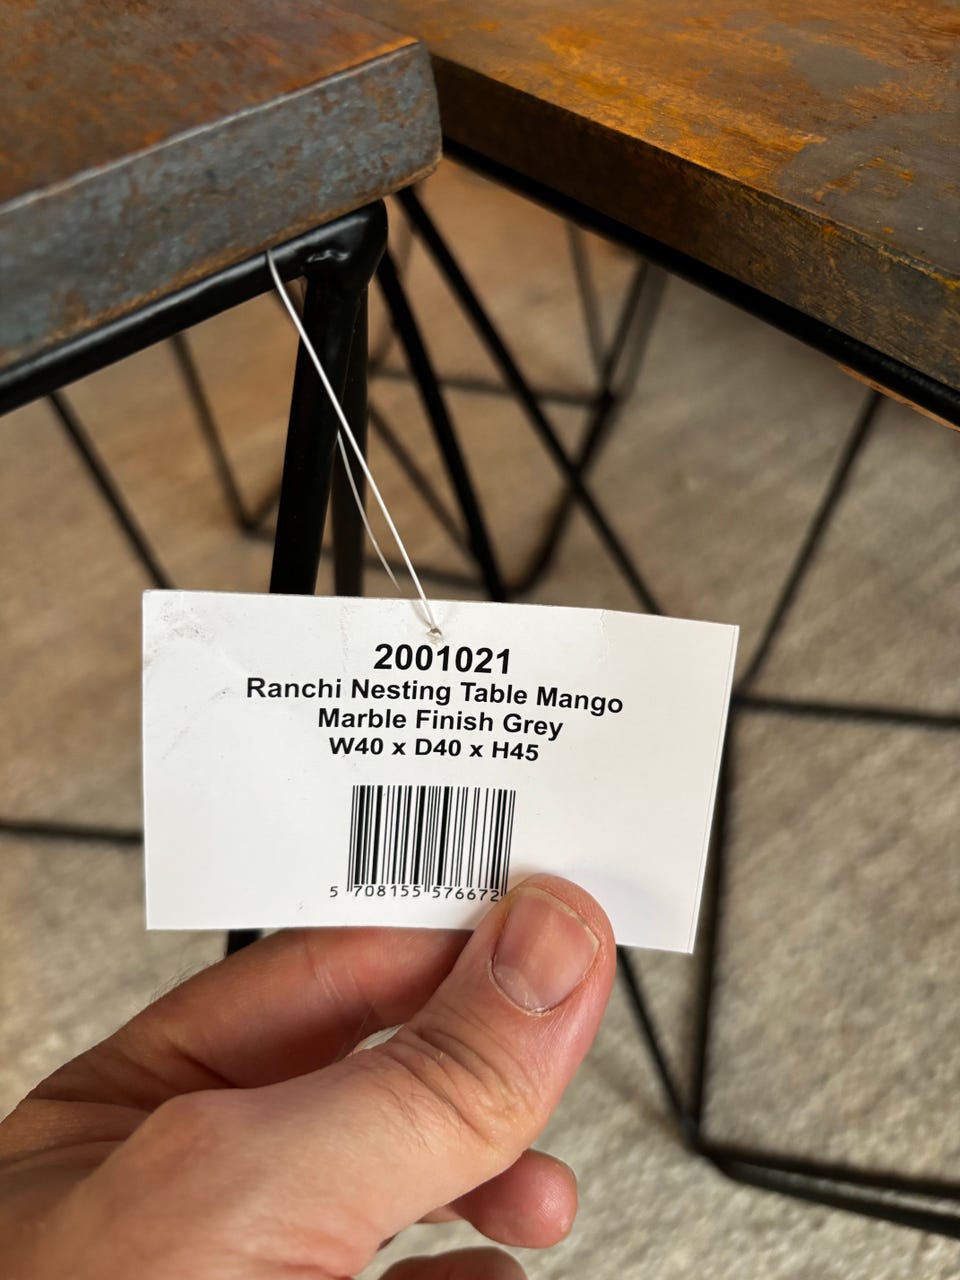 2001021
Ranchi Nesting Table Mango
Marble Finish Grey
W40 x D40 x H45
5 708155 576672